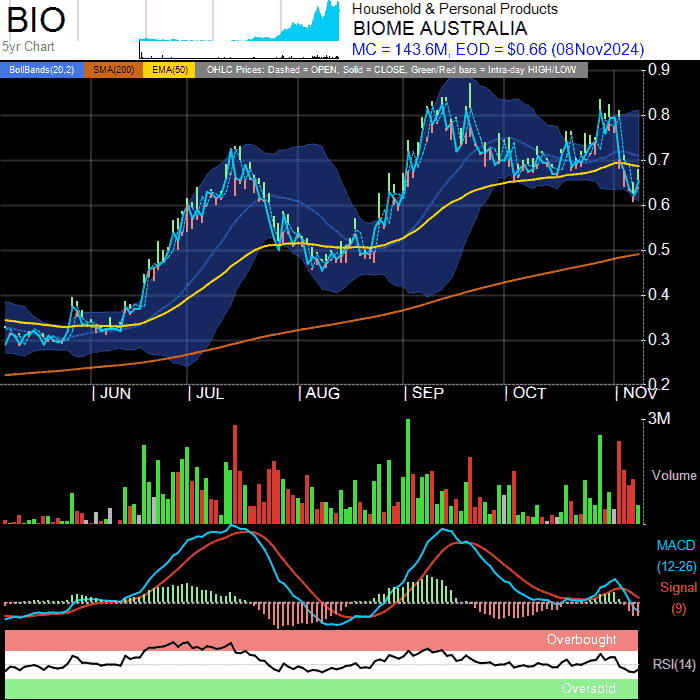 BIO
5yr Chart
Household & Personal Products
BIOME AUSTRALIA
MC = 143.6M, EOD = $0.66 (08Nov2024)
BollBands(20,2) SMA(200) EMA(50) OHLC Prices: Dashed = OPEN, Solid = CLOSE, Green/Red bars = Intra-day HIGH/LOW
0.9
0.8
0.7
0.6
0.5
0.4
0.3
0.2
| JUN | JUL | AUG | SEP | OCT | NOV
3M
Volume
MACD
(12-26)
Signal
(9)
Overbought
RSI(14)
Oversold